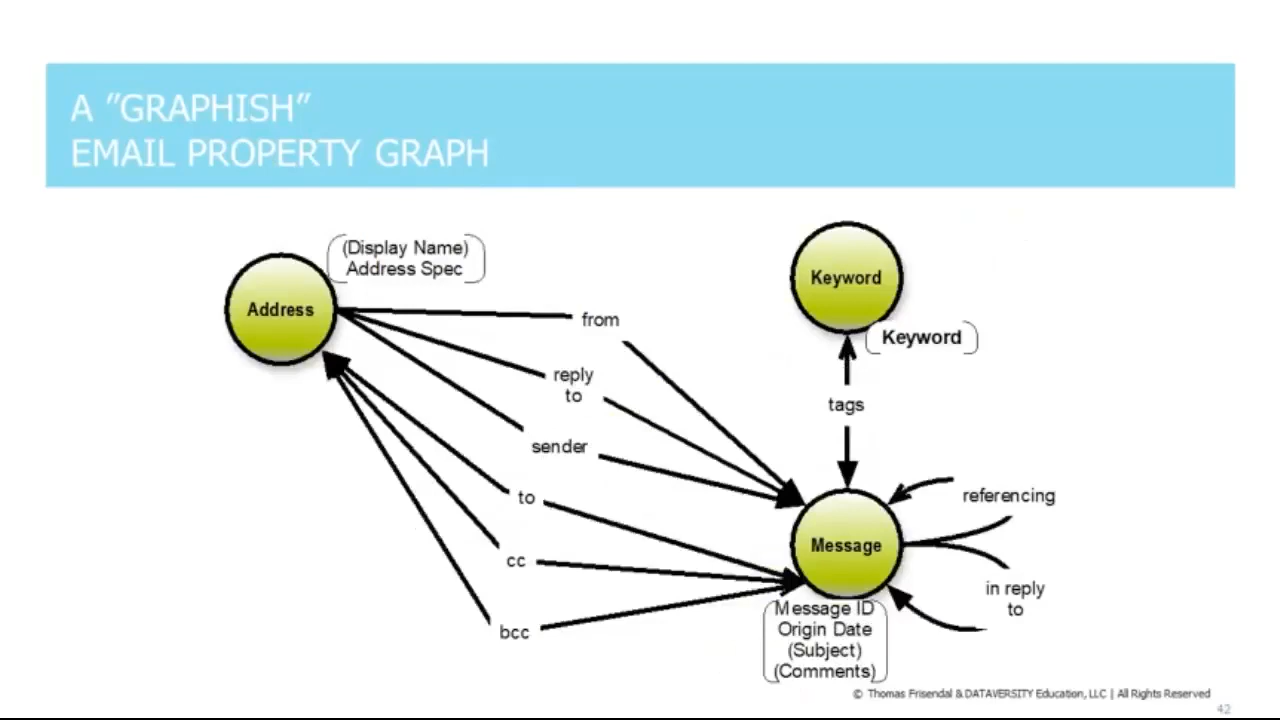 A ”GRAPHISH”
EMAIL PROPERTY GRAPH
(Display Name)
Address Spec
Address
Keyword
Keyword
from
reply
to
tags
sender
to
referencing
Message
cc
in reply
to
bcc
Message ID
Origin Date
(Subject)
(Comments)
© Thomas Frisendal & DATAVERSITY Education, LLC | All Rights Reserved
42